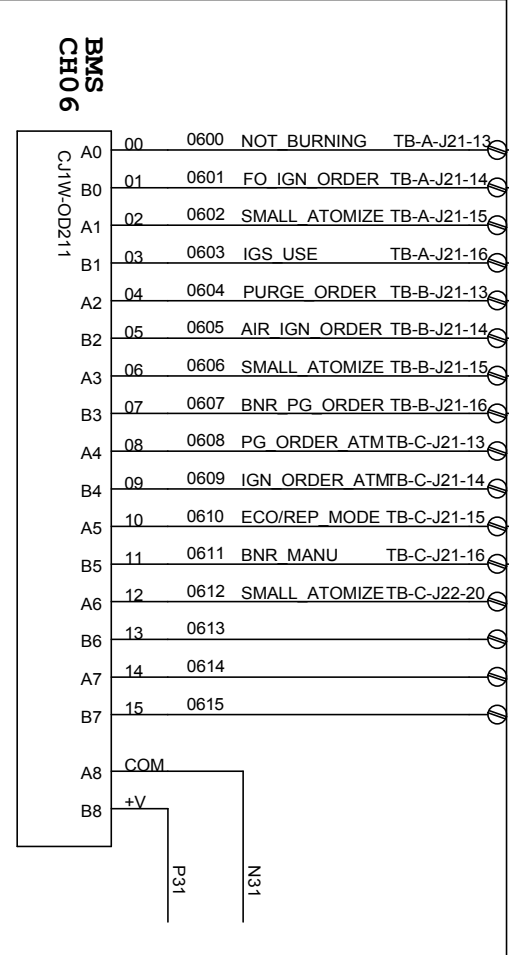 BMS
CH06
CJ1W-OD211
A0 00 0600 NOT_BURNING TB-A-J21-13
B0 01 0601 FO_IGN_ORDER TB-A-J21-14
A1 02 0602 SMALL_ATOMIZE TB-A-J21-15
B1 03 0603 IGS_USE TB-A-J21-16
A2 04 0604 PURGE_ORDER TB-B-J21-13
B2 05 0605 AIR_IGN_ORDER TB-B-J21-14
A3 06 0606 SMALL_ATOMIZE TB-B-J21-15
B3 07 0607 BNR_PG_ORDER TB-B-J21-16
A4 08 0608 PG_ORDER_ATM TB-C-J21-13
B4 09 0609 IGN_ORDER_ATM TB-C-J21-14
A5 10 0610 ECO/REP_MODE TB-C-J21-15
B5 11 0611 BNR_MANU TB-C-J21-16
A6 12 0612 SMALL_ATOMIZE TB-C-J22-20
B6 13 0613
A7 14 0614
B7 15 0615
A8 COM
B8 +V
P31
N31